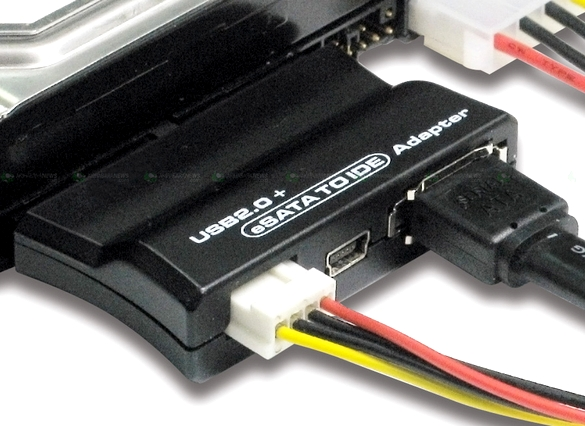 USB2.0 +
eSATA TO IDE Adapter